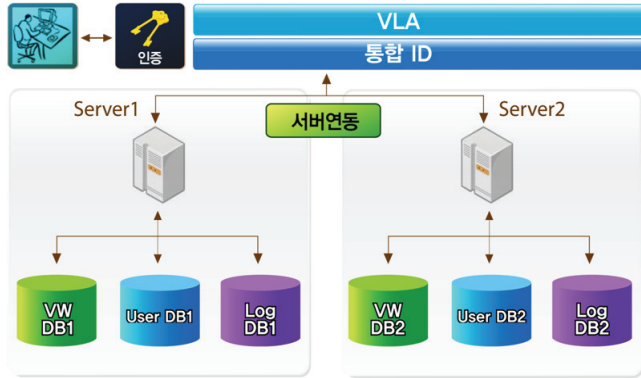 VLA
인증
통합 ID
Server1
서버연동
Server2
VW
DB1
User DB1
Log
DB1
VW
DB2
User DB2
Log
DB2